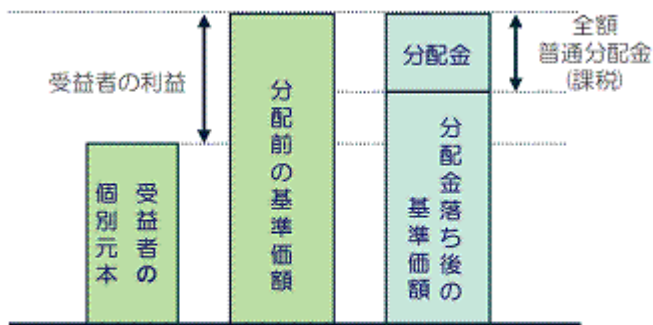 受益者の利益
受益者の
個別元本
分配前の基準価額
分配金
分配金落ち後の
基準価額
全額
普通分配金
(課税)